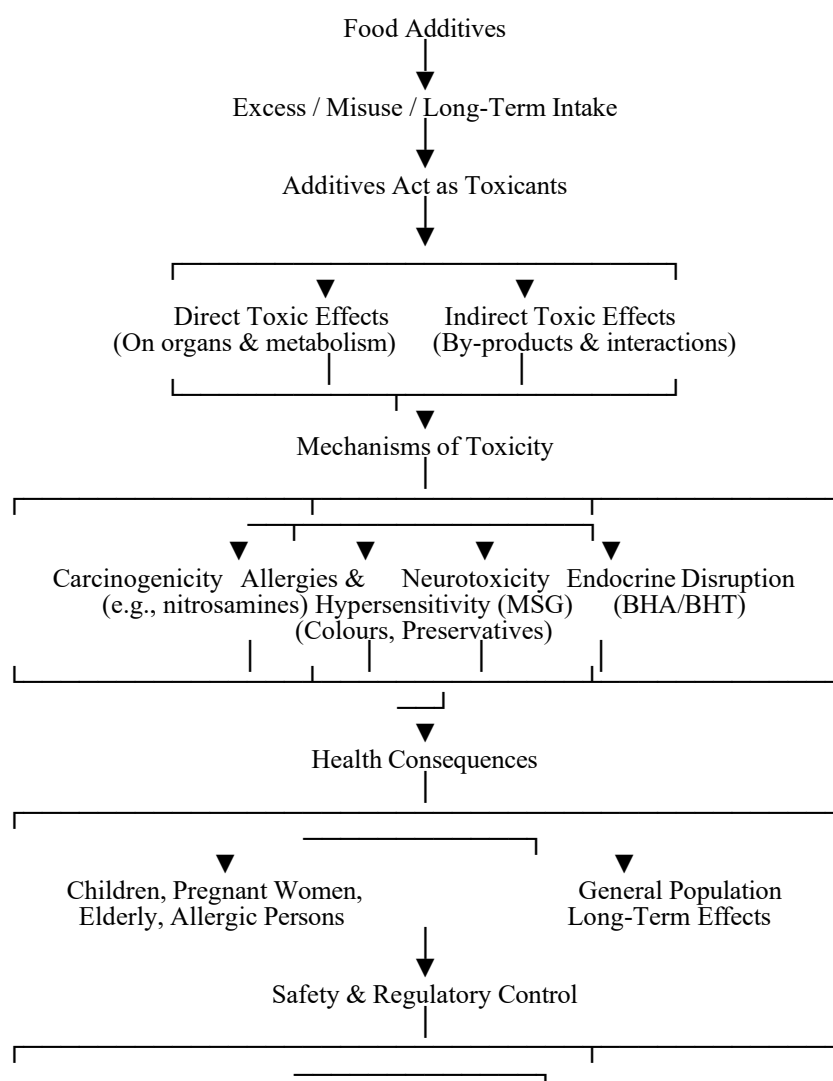 Food Additives
Excess / Misuse / Long-Term Intake
Additives Act as Toxicants
Direct Toxic Effects Indirect Toxic Effects
(On organs & metabolism) (By-products & interactions)
Mechanisms of Toxicity
Carcinogenicity Allergies & Neurotoxicity Endocrine Disruption
(e.g., nitrosamines) Hypersensitivity (MSG) (BHA/BHT)
(Colours, Preservatives)
Health Consequences
Children, Pregnant Women, General Population
Elderly, Allergic Persons Long-Term Effects
Safety & Regulatory Control